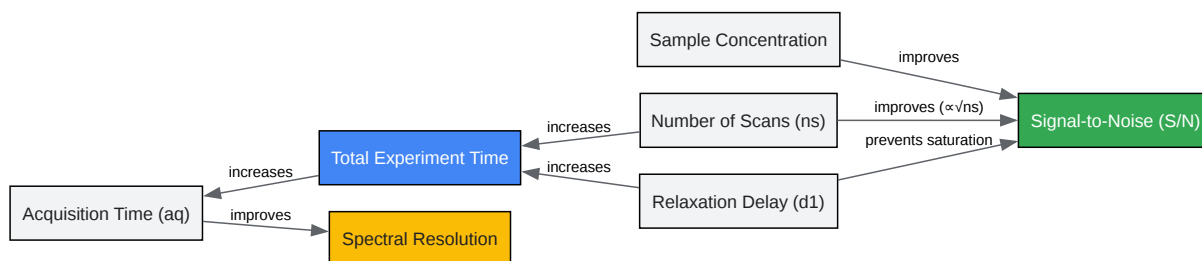 Sample Concentration
improves
Number of Scans (ns)
improves (∝√ns)
Signal-to-Noise (S/N)
increases
prevents saturation
Total Experiment Time
increases
increases
Relaxation Delay (d1)
Acquisition Time (aq)
improves
Spectral Resolution